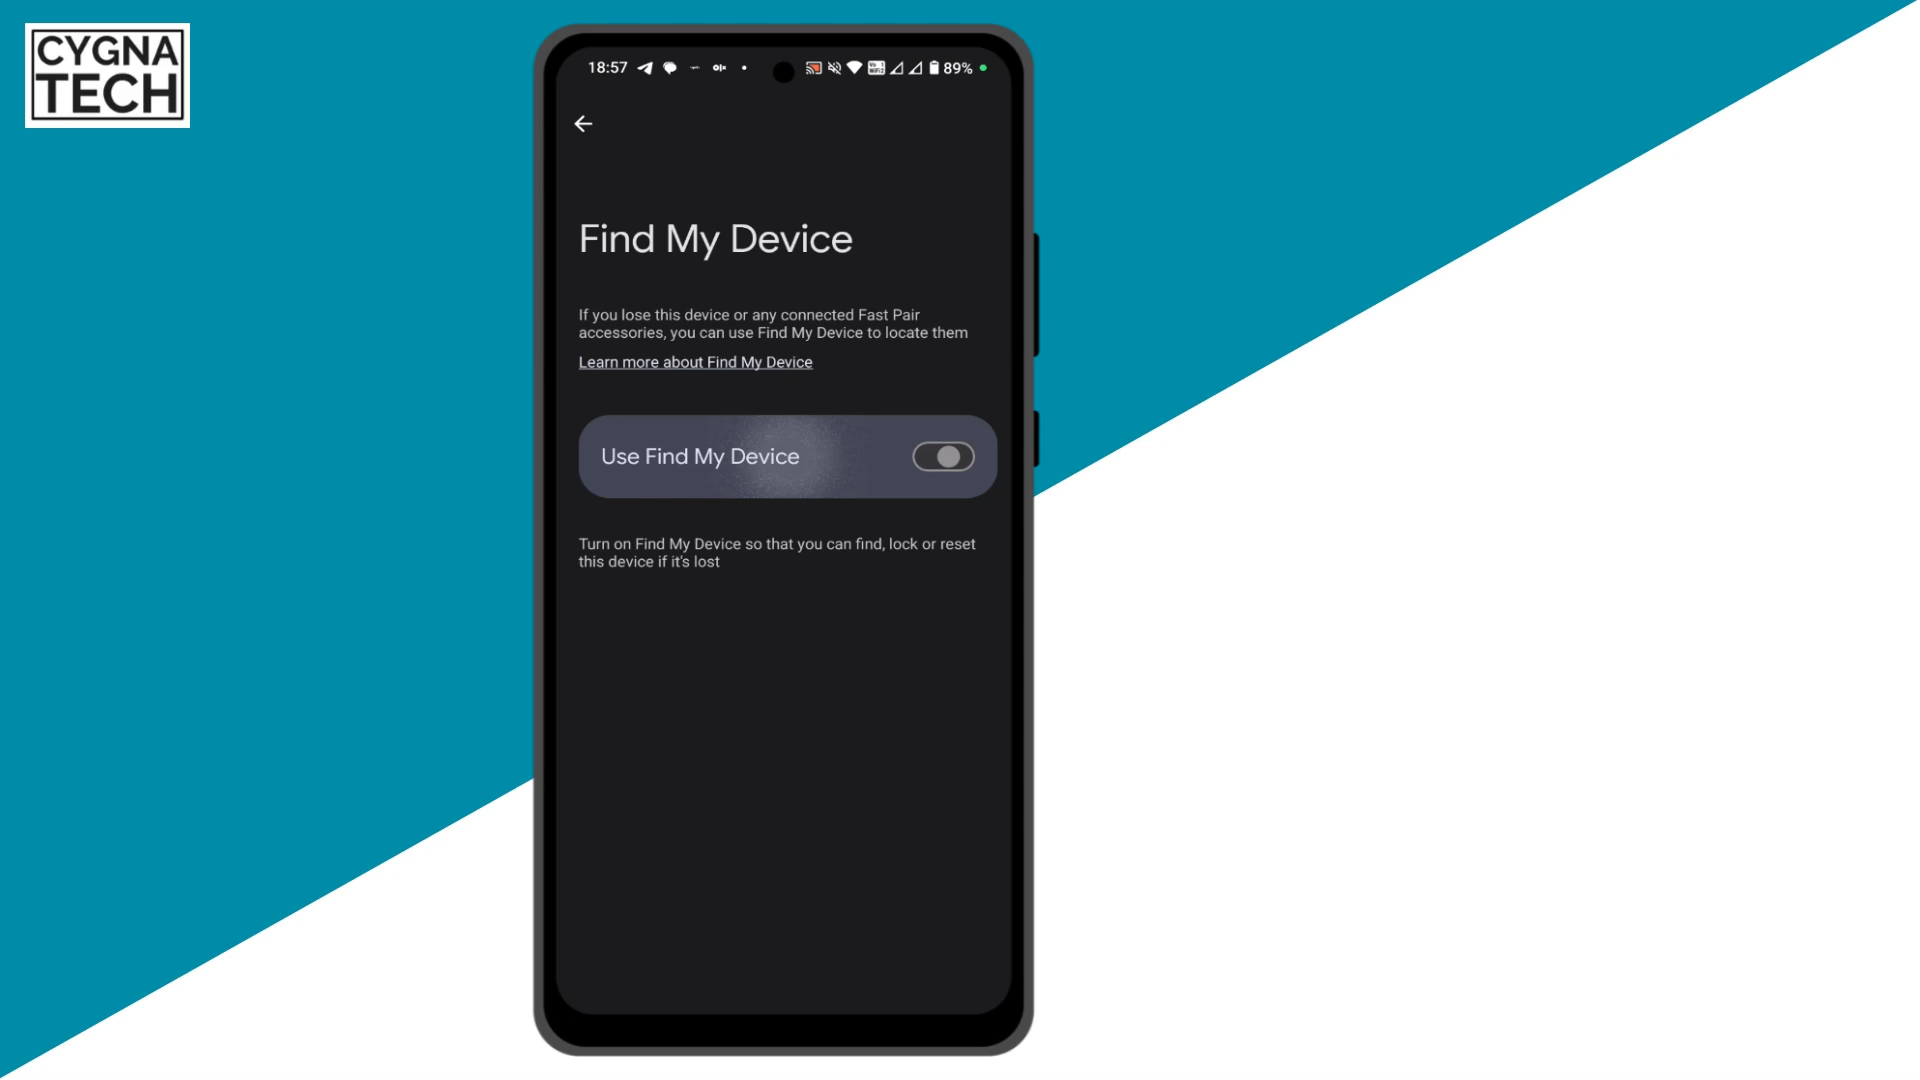 CYGNA
TECH
18:57
89%
Find My Device
If you lose this device or any connected Fast Pair
accessories, you can use Find My Device to locate them
Learn more about Find My Device
Use Find My Device
Turn on Find My Device so that you can find, lock or reset
this device if it's lost